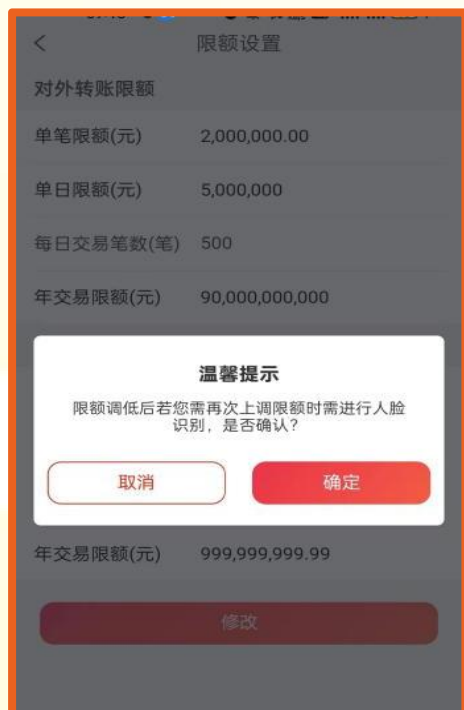 限额设置
对外转账限额
单笔限额(元) 2,000,000.00
单日限额(元) 5,000,000
每日交易笔数(笔) 500
年交易限额(元) 90,000,000,000
温馨提示
限额调低后若您需再次上调限额时需进行人脸
识别，是否确认？
取消 确定
年交易限额(元) 999,999,999.99
修改